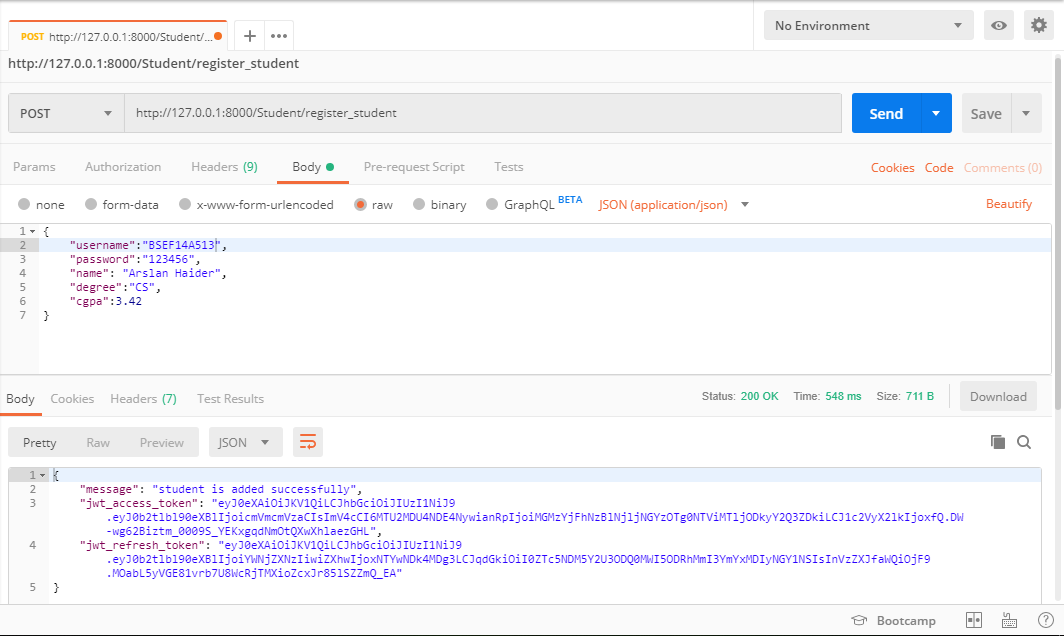 POST http://127.0.0.1:8000/Student/...
No Environment
http://127.0.0.1:8000/Student/register_student
POST http://127.0.0.1:8000/Student/register_student Send Save
Params Authorization Headers (9) Body Pre-request Script Tests Cookies Code Comments (0)
none form-data x-www-form-urlencoded raw binary GraphQL BETA JSON (application/json) Beautify
1 {
2 "username":"BSEF14A513",
3 "password":"123456",
4 "name": "Arslan Haider",
5 "degree":"CS",
6 "cgpa":3.42
7 }
Body Cookies Headers (7) Test Results Status: 200 OK Time: 548 ms Size: 711 B Download
Pretty Raw Preview JSON
1 {
2 "message": "student is added successfully",
3 "jwt_access_token": "eyJ0eXAiOiJKV1QiLCJhbGciOiJIUzI1NiJ9
4 "jwt_refresh_token": "eyJ0eXAiOiJKV1QiLCJhbGciOiJIUzI1NiJ9
5 }
Bootcamp